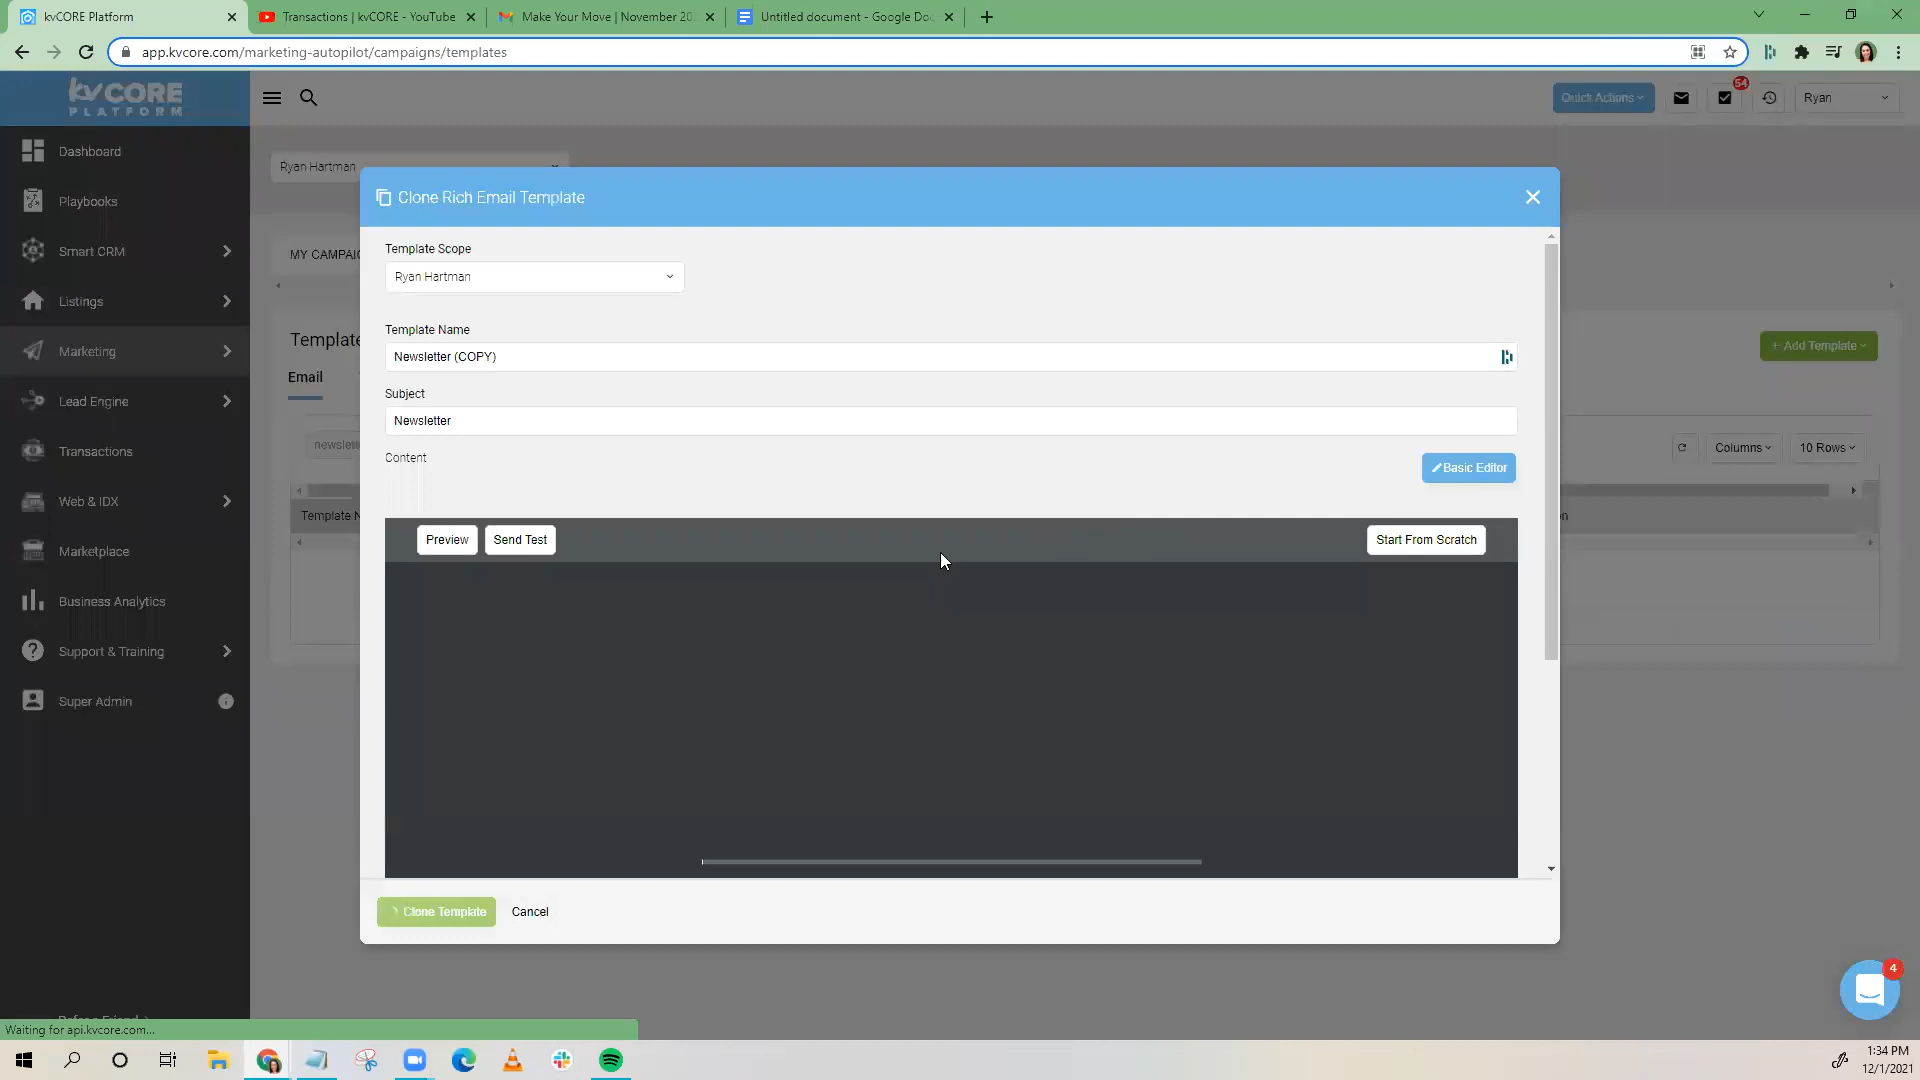 kvCORE Platform
Transactions | kvCORE - YouTube
Make Your Move | November 20
Untitled document - Google Doc
app.kvcore.com/marketing-autopilot/campaigns/templates
kvCORE
PLATFORM
Quick Actions
54
Ryan
Dashboard
Playbooks
Smart CRM
Listings
Marketing
Lead Engine
Transactions
Web & IDX
Marketplace
Business Analytics
Support & Training
Super Admin
Ryan Hartman
MY CAMPAI
Template
Email
+ Add Template
newslett
Columns
10 Rows
Template N
n
Clone Rich Email Template
Template Scope
Ryan Hartman
Template Name
Newsletter (COPY)
Subject
Newsletter
Content
Basic Editor
Preview
Send Test
Start From Scratch
Clone Template
Cancel
4
Waiting for api.kvcore.com...
1:34 PM
12/1/2021